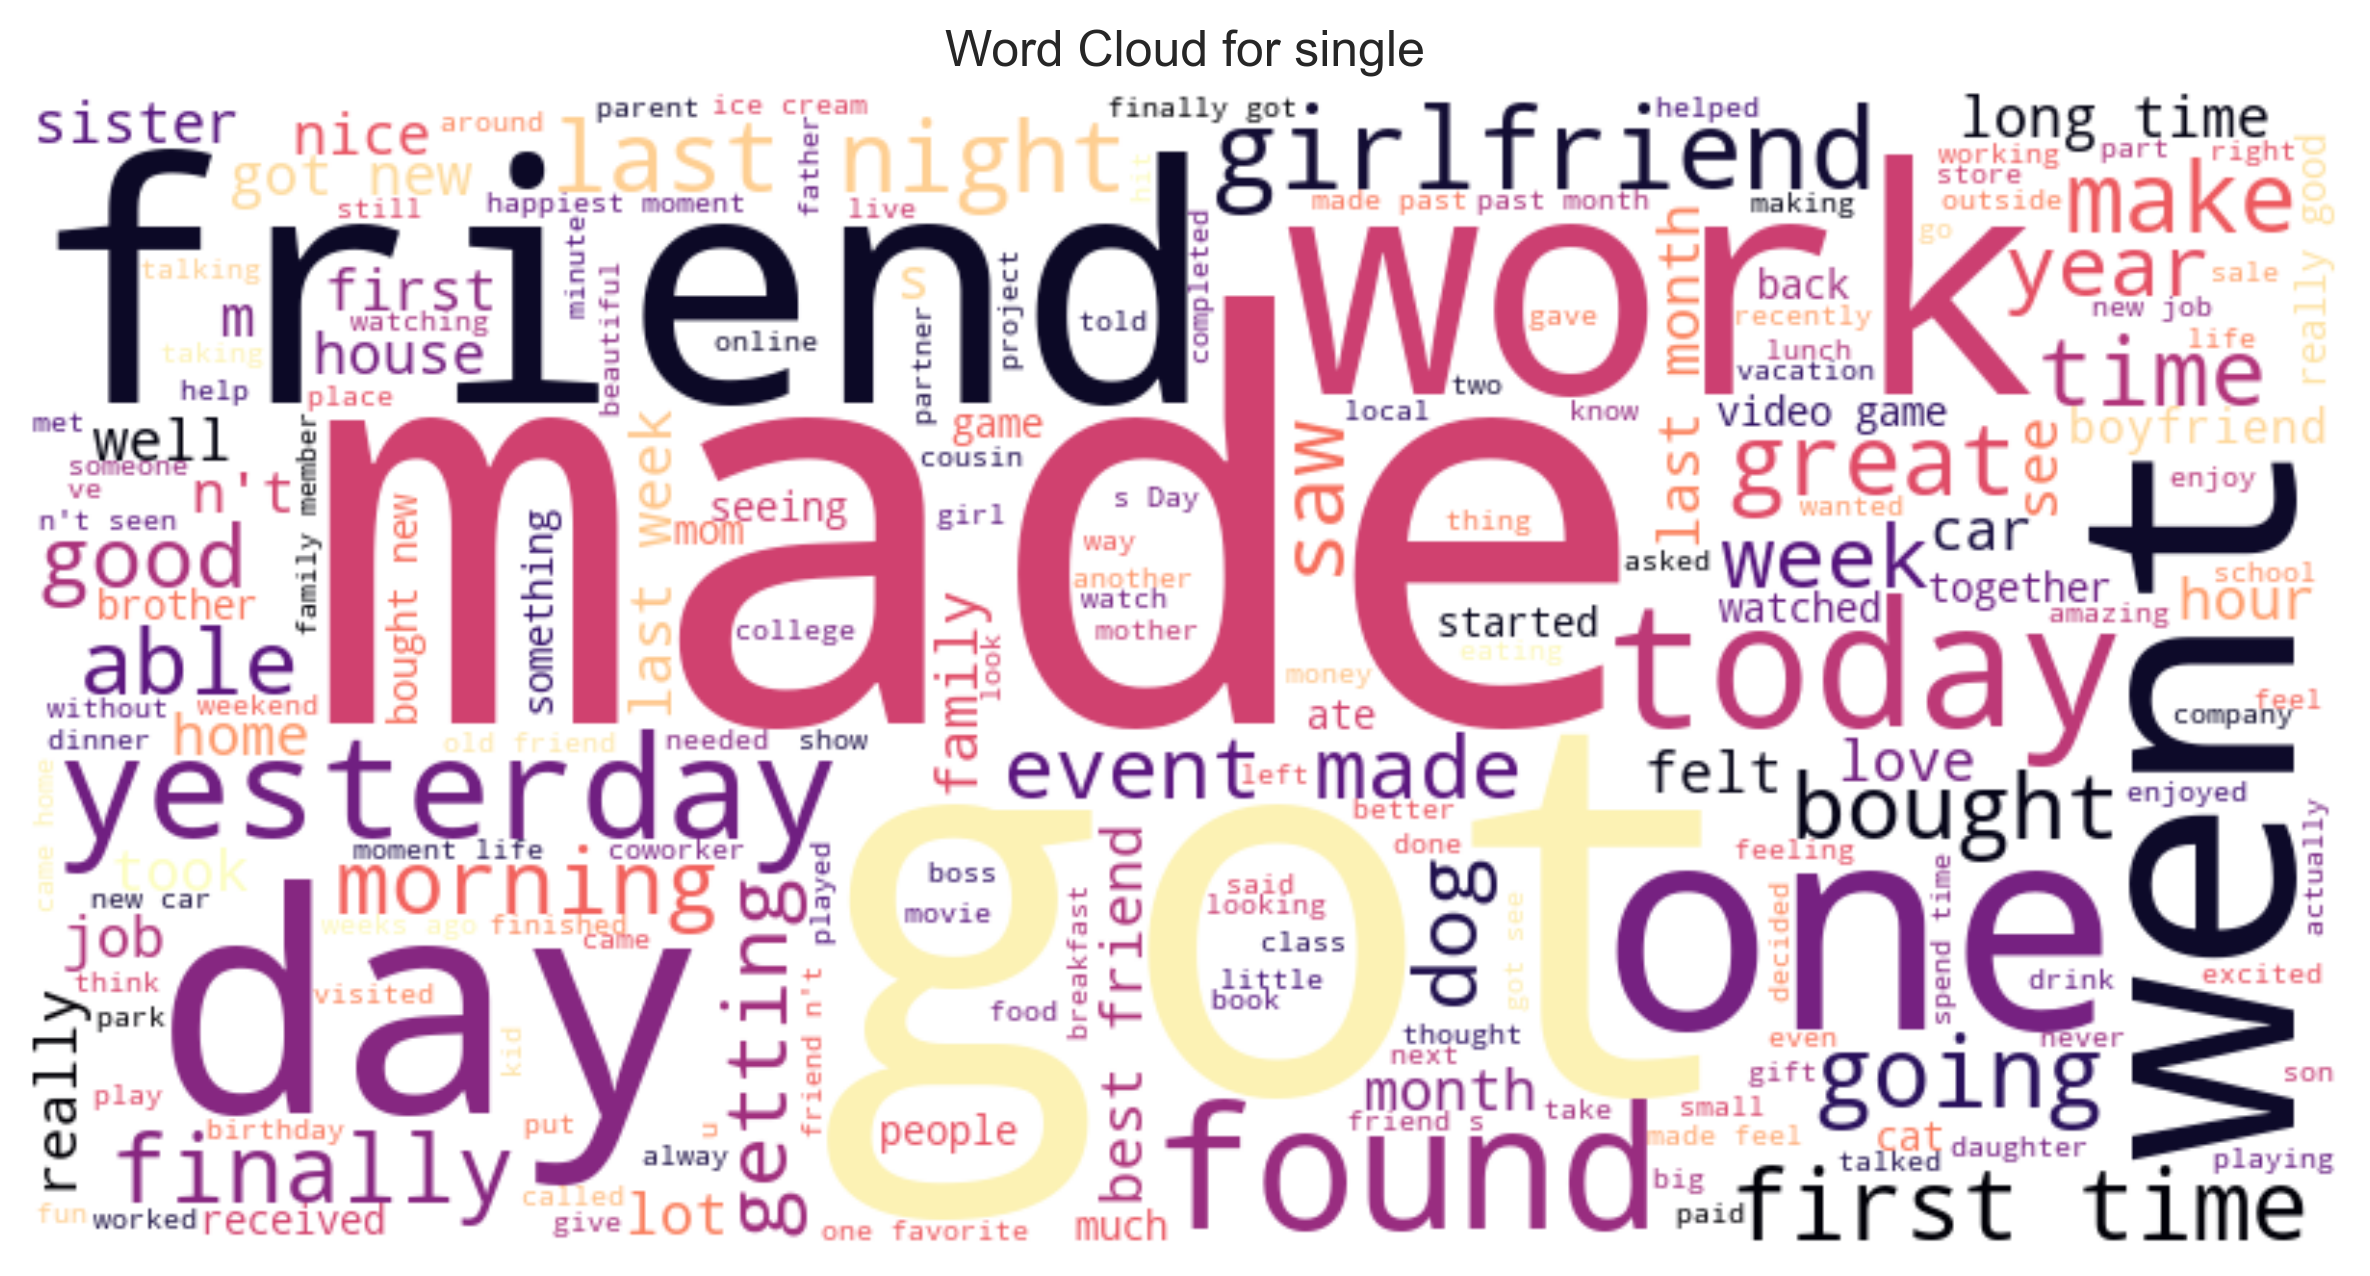 Word Cloud for single
sister
nice
around
parent
ice cream
finally got
girlfriend
helped
long time
got new
last night
father
hit
working
part
right
store
make
really good
still
happiest moment
live
made past
past month
making
outside
go
friend
work
talking
first
minute
beautiful
s
partner
project
completed
last month
back
year
sale
m
watching
online
told
gave
recently
new job
taking
house
lunch
life
time
help
place
two
vacation
met
well
family member
game
local
know
video game
boyfriend
someone
ve
n't
made
last week
cousin
saw
great
see
enjoy
n't seen
bought new
something
seeing
mom
girl
s Day
thing
wanted
good
way
asked
week
car
went
brother
another
watch
together
school
hour
able
college
mother
family
look
started
eating
watched
amazing
today
without
weekend
money
ate
company
feel
dinner
home
old friend
needed
show
event made
left
felt
love
yesterday
came home
better
bought
enjoyed
took
moment life
coworker
played
done
feeling
actually
new car
morning
getting
boss
movie
got
best friend
said
looking
dog
got see
one
decided
spend time
job
weeks ago
finished
came
day
breakfast
class
think
visited
little
book
drink
excited
park
really
kid
friend n't
food
thought
next
even
never
play
month
gift
going
son
birthday
put
u
people
friend s
take
small
finally
alway
found
made feel
cat
talked
daughter
playing
fun
worked
received
called
give
lot
one favorite
much
big
paid
first time